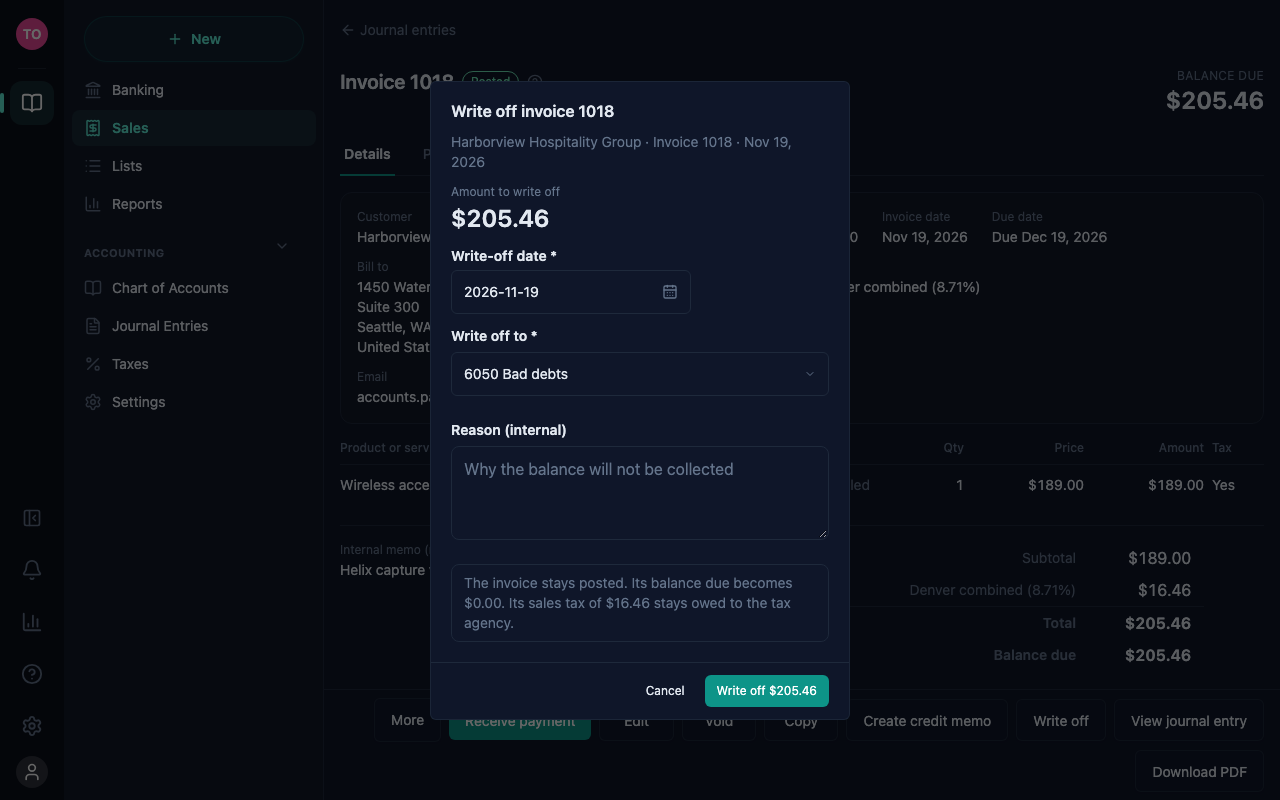 TO
New
Banking
Sales
Lists
Reports
ACCOUNTING
Chart of Accounts
Journal Entries
Taxes
Settings
Journal entries
Invoice 1018 Posted
BALANCE DUE
$205.46
Details
Customer
Harborview
Bill to
1450 Water
Suite 300
Seattle, WA
United Stat
Email
accounts.pa
Invoice date
Nov 19, 2026
Due date
Due Dec 19, 2026
er combined (8.71%)
Product or serv
Qty
Price
Amount
Tax
Wireless acce
led
1
$189.00
$189.00
Yes
Internal memo (
Helix capture
Subtotal
$189.00
Denver combined (8.71%)
$16.46
Total
$205.46
Balance due
$205.46
Write off invoice 1018
Harborview Hospitality Group · Invoice 1018 · Nov 19,
2026
Amount to write off
$205.46
Write-off date *
2026-11-19
Write off to *
6050 Bad debts
Reason (internal)
Why the balance will not be collected
The invoice stays posted. Its balance due becomes
$0.00. Its sales tax of $16.46 stays owed to the tax
agency.
Cancel
Write off $205.46
More
Receive payment
Edit
Void
Copy
Create credit memo
Write off
View journal entry
Download PDF